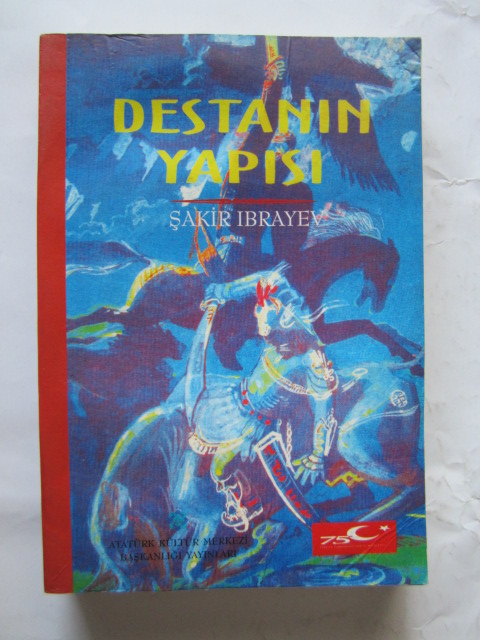 DESTANIN
YAPISI
ŞAKİR IBRAYEV
ATATÜRK KÜLTÜR MERKEZİ
BAŞKANLIĞI YAYINLARI
75